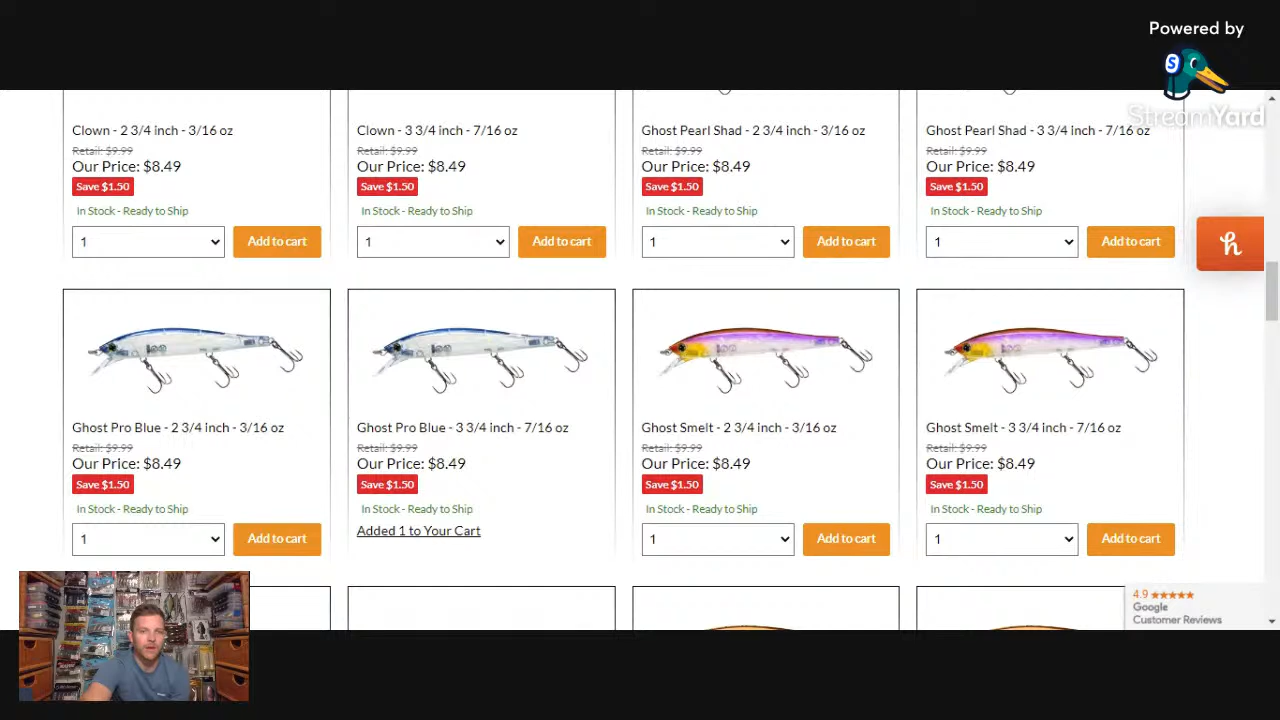 Powered by
S
StreamYard
Clown - 2 3/4 inch - 3/16 oz
Retail: $9.99
Our Price: $8.49
Save $1.50
In Stock - Ready to Ship
1
Add to cart
Clown - 3 3/4 inch - 7/16 oz
Retail: $9.99
Our Price: $8.49
Save $1.50
In Stock - Ready to Ship
1
Add to cart
Ghost Pearl Shad - 2 3/4 inch - 3/16 oz
Retail: $9.99
Our Price: $8.49
Save $1.50
In Stock - Ready to Ship
1
Add to cart
Ghost Pearl Shad - 3 3/4 inch - 7/16 oz
Retail: $9.99
Our Price: $8.49
Save $1.50
In Stock - Ready to Ship
1
Add to cart
h
Ghost Pro Blue - 2 3/4 inch - 3/16 oz
Retail: $9.99
Our Price: $8.49
Save $1.50
In Stock - Ready to Ship
1
Add to cart
Ghost Pro Blue - 3 3/4 inch - 7/16 oz
Retail: $9.99
Our Price: $8.49
Save $1.50
In Stock - Ready to Ship
Added 1 to Your Cart
Ghost Smelt - 2 3/4 inch - 3/16 oz
Retail: $9.99
Our Price: $8.49
Save $1.50
In Stock - Ready to Ship
1
Add to cart
Ghost Smelt - 3 3/4 inch - 7/16 oz
Retail: $9.99
Our Price: $8.49
Save $1.50
In Stock - Ready to Ship
1
Add to cart
4.9 ★★★★★
Google
Customer Reviews